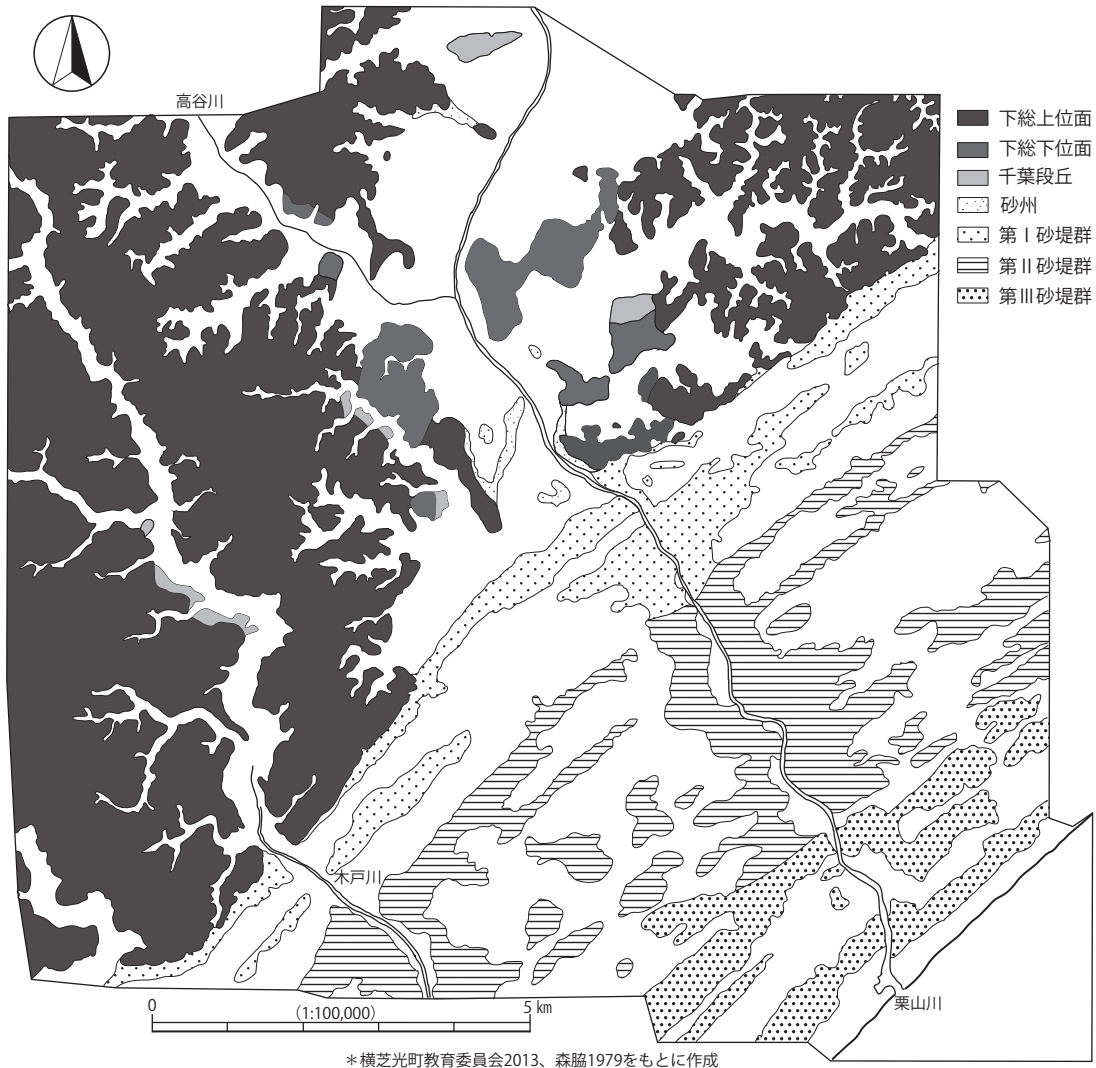 高谷川
下総上位面
下総下位面
千葉段丘
砂州
第Ⅰ砂堤群
第Ⅱ砂堤群
第Ⅲ砂堤群
木戸川
栗山川
0 (1:100,000) 5 ㎞
＊横芝光町教育委員会2013、森脇1979をもとに作成